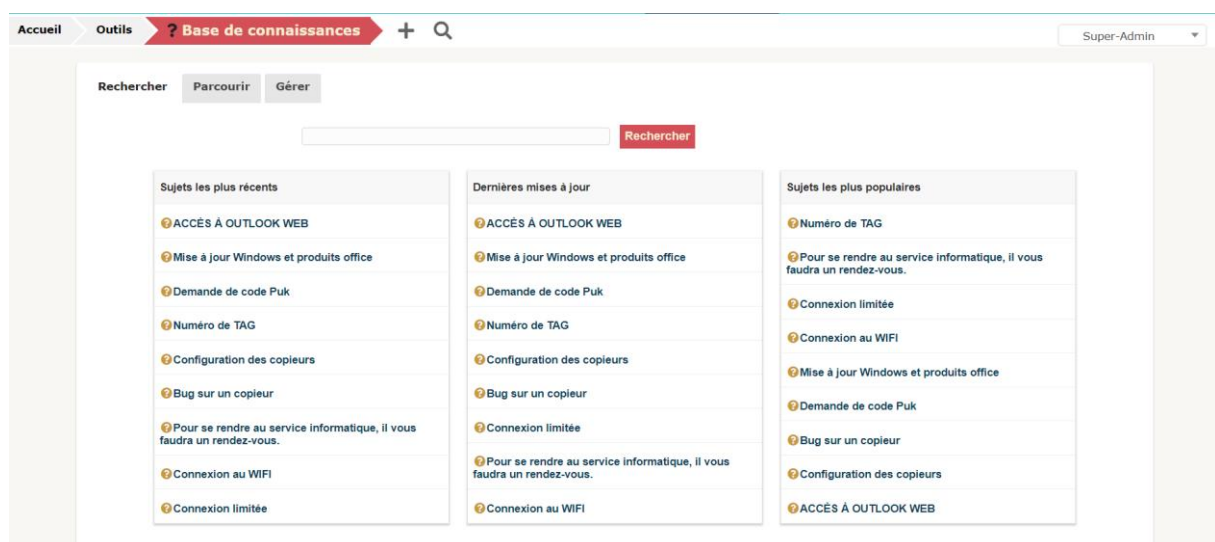 Accueil
Outils
? Base de connaissances
Super-Admin
Rechercher
Parcourir
Gérer
Rechercher
Sujets les plus récents
ACCÈS À OUTLOOK WEB
Mise à jour Windows et produits office
Demande de code Puk
Numéro de TAG
Configuration des copieurs
Bug sur un copieur
Pour se rendre au service informatique, il vous
faudra un rendez-vous.
Connexion au WIFI
Connexion limitée
Dernières mises à jour
ACCÈS À OUTLOOK WEB
Mise à jour Windows et produits office
Demande de code Puk
Numéro de TAG
Configuration des copieurs
Bug sur un copieur
Connexion limitée
Pour se rendre au service informatique, il vous
faudra un rendez-vous.
Connexion au WIFI
Sujets les plus populaires
Numéro de TAG
Pour se rendre au service informatique, il vous
faudra un rendez-vous.
Connexion limitée
Connexion au WIFI
Mise à jour Windows et produits office
Demande de code Puk
Bug sur un copieur
Configuration des copieurs
ACCÈS À OUTLOOK WEB